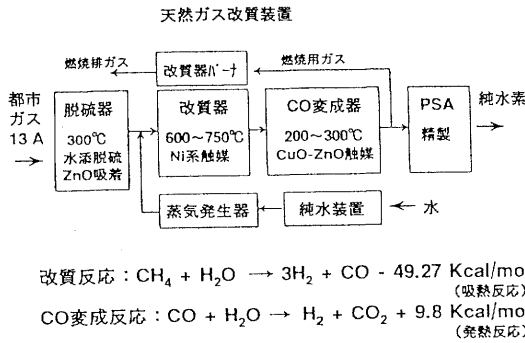 天然ガス改質装置
燃焼排ガス
改質器バーナ
燃焼用ガス
都市
ガス
13A
脱硫器
300℃
水添脱硫
ZnO吸着
改質器
600～750℃
Ni系触媒
CO変成器
200～300℃
CuO-ZnO触媒
PSA
精製
純水素
蒸気発生器
純水装置
水
改質反応：CH₄ + H₂O → 3H₂ + CO - 49.27 Kcal/mo
(吸熱反応)
CO変成反応：CO + H₂O → H₂ + CO₂ + 9.8 Kcal/mo
(発熱反応)